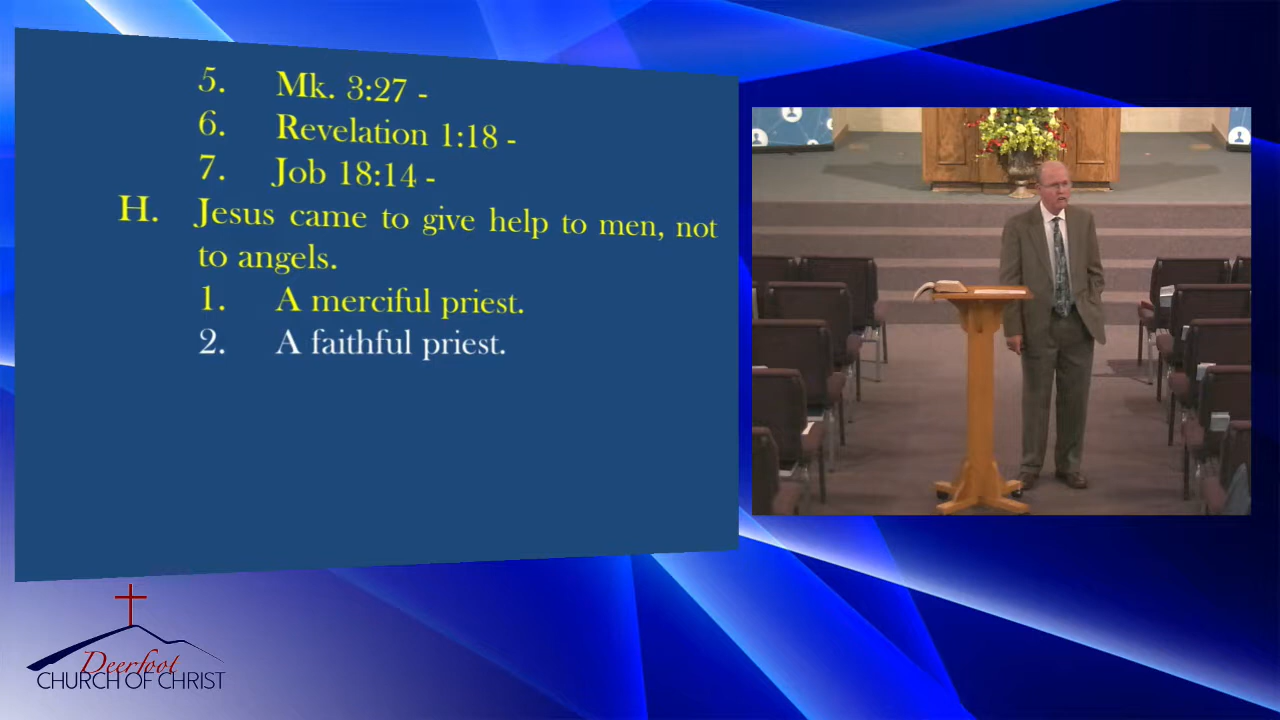 5. Mk. 3:27 -
6. Revelation 1:18 -
7. Job 18:14 -
H. Jesus came to give help to men, not
to angels.
1. A merciful priest.
2. A faithful priest.
Deerfoot
CHURCH OF CHRIST